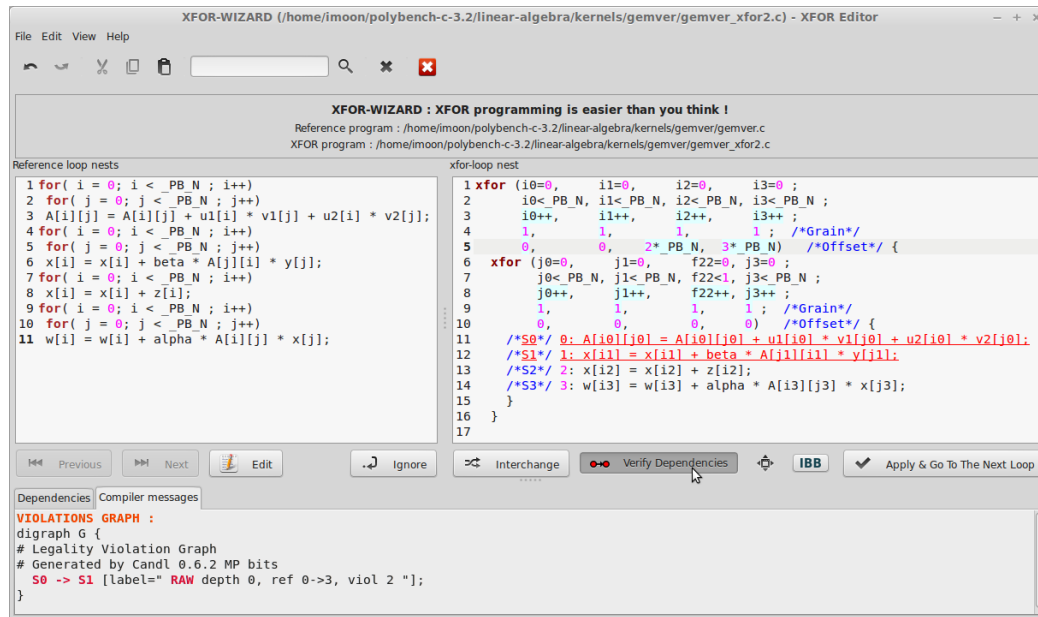 XFOR-WIZARD (/home/imoon/polybench-c-3.2/linear-algebra/kernels/gemver/gemver_xfor2.c) - XFOR Editor
File Edit View Help
XFOR-WIZARD : XFOR programming is easier than you think !
Reference program : /home/imoon/polybench-c-3.2/linear-algebra/kernels/gemver/gemver.c
XFOR program : /home/imoon/polybench-c-3.2/linear-algebra/kernels/gemver/gemver_xfor2.c
Reference loop nests
1 for( i = 0; i < _PB_N ; i++)
2 for( j = 0; j < _PB_N ; j++)
3 A[i][j] = A[i][j] + u1[i] * v1[j] + u2[i] * v2[j];
4 for( i = 0; i < _PB_N ; i++)
5 for( j = 0; j < _PB_N ; j++)
6 x[i] = x[i] + beta * A[j][i] * y[j];
7 for( i = 0; i < _PB_N ; i++)
8 x[i] = x[i] + z[i];
9 for( i = 0; i < _PB_N ; i++)
10 for( j = 0; j < _PB_N ; j++)
11 w[i] = w[i] + alpha * A[i][j] * x[j];
xfor-loop nest
1 xfor (i0=0, i1=0, i2=0, i3=0 ;
2 i0<_PB_N, i1<_PB_N, i2<_PB_N, i3<_PB_N ;
3 i0++, i1++, i2++, i3++ ;
4 1, 1, 1, 1 ; /*Grain*/
5 0, 0, 2*_PB_N, 3*_PB_N) /*Offset*/ {
6 xfor (j0=0, j1=0, f22=0, j3=0 ;
7 j0<_PB_N, j1<_PB_N, f22<1, j3<_PB_N ;
8 j0++, j1++, f22++, j3++ ;
9 1, 1, 1, 1 ; /*Grain*/
10 0, 0, 0, 0) /*Offset*/ {
11 /*S0*/ 0: A[i0][j0] = A[i0][j0] + u1[i0] * v1[j0] + u2[i0] * v2[j0];
12 /*S1*/ 1: x[i1] = x[i1] + beta * A[j1][i1] * y[j1];
13 /*S2*/ 2: x[i2] = x[i2] + z[i2];
14 /*S3*/ 3: w[i3] = w[i3] + alpha * A[i3][j3] * x[j3];
15 }
16 }
17
Previous Next Edit Ignore Interchange Verify Dependencies IBB Apply & Go To The Next Loop
Dependencies Compiler messages
VIOLATIONS GRAPH :
digraph G {
# Legality Violation Graph
# Generated by Candl 0.6.2 MP bits
S0 -> S1 [label=" RAW depth 0, ref 0->3, viol 2 "];
}